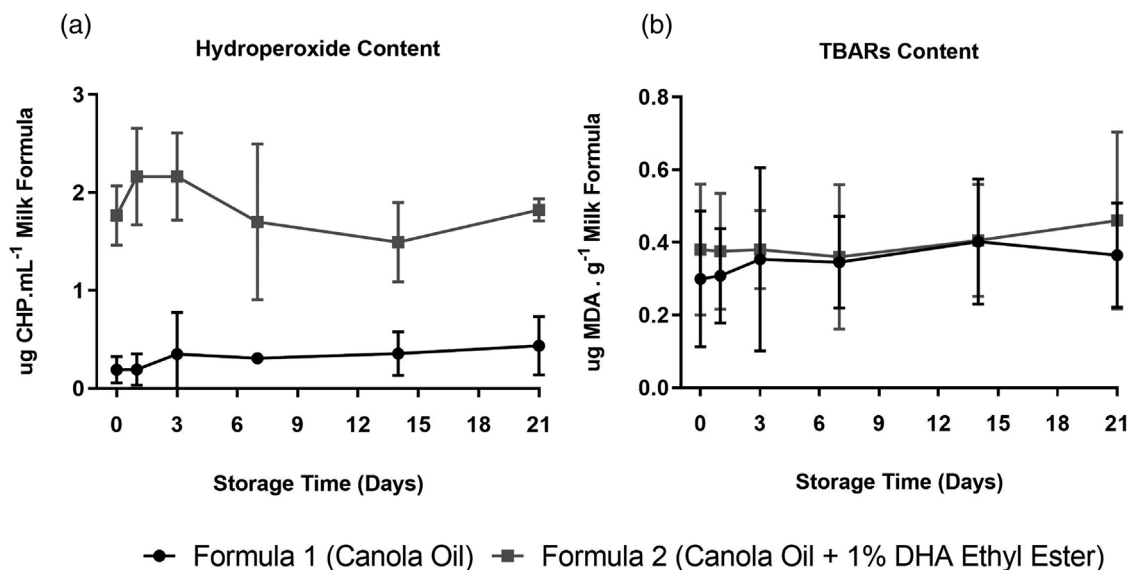 (a)
Hydroperoxide Content
ug CHP.mL⁻¹ Milk Formula
3
2
1
0
0 3 6 9 12 15 18 21
Storage Time (Days)
(b)
TBARs Content
ug MDA . g⁻¹ Milk Formula
0.8
0.6
0.4
0.2
0.0
0 3 6 9 12 15 18 21
Storage Time (Days)
Formula 1 (Canola Oil) Formula 2 (Canola Oil + 1% DHA Ethyl Ester)